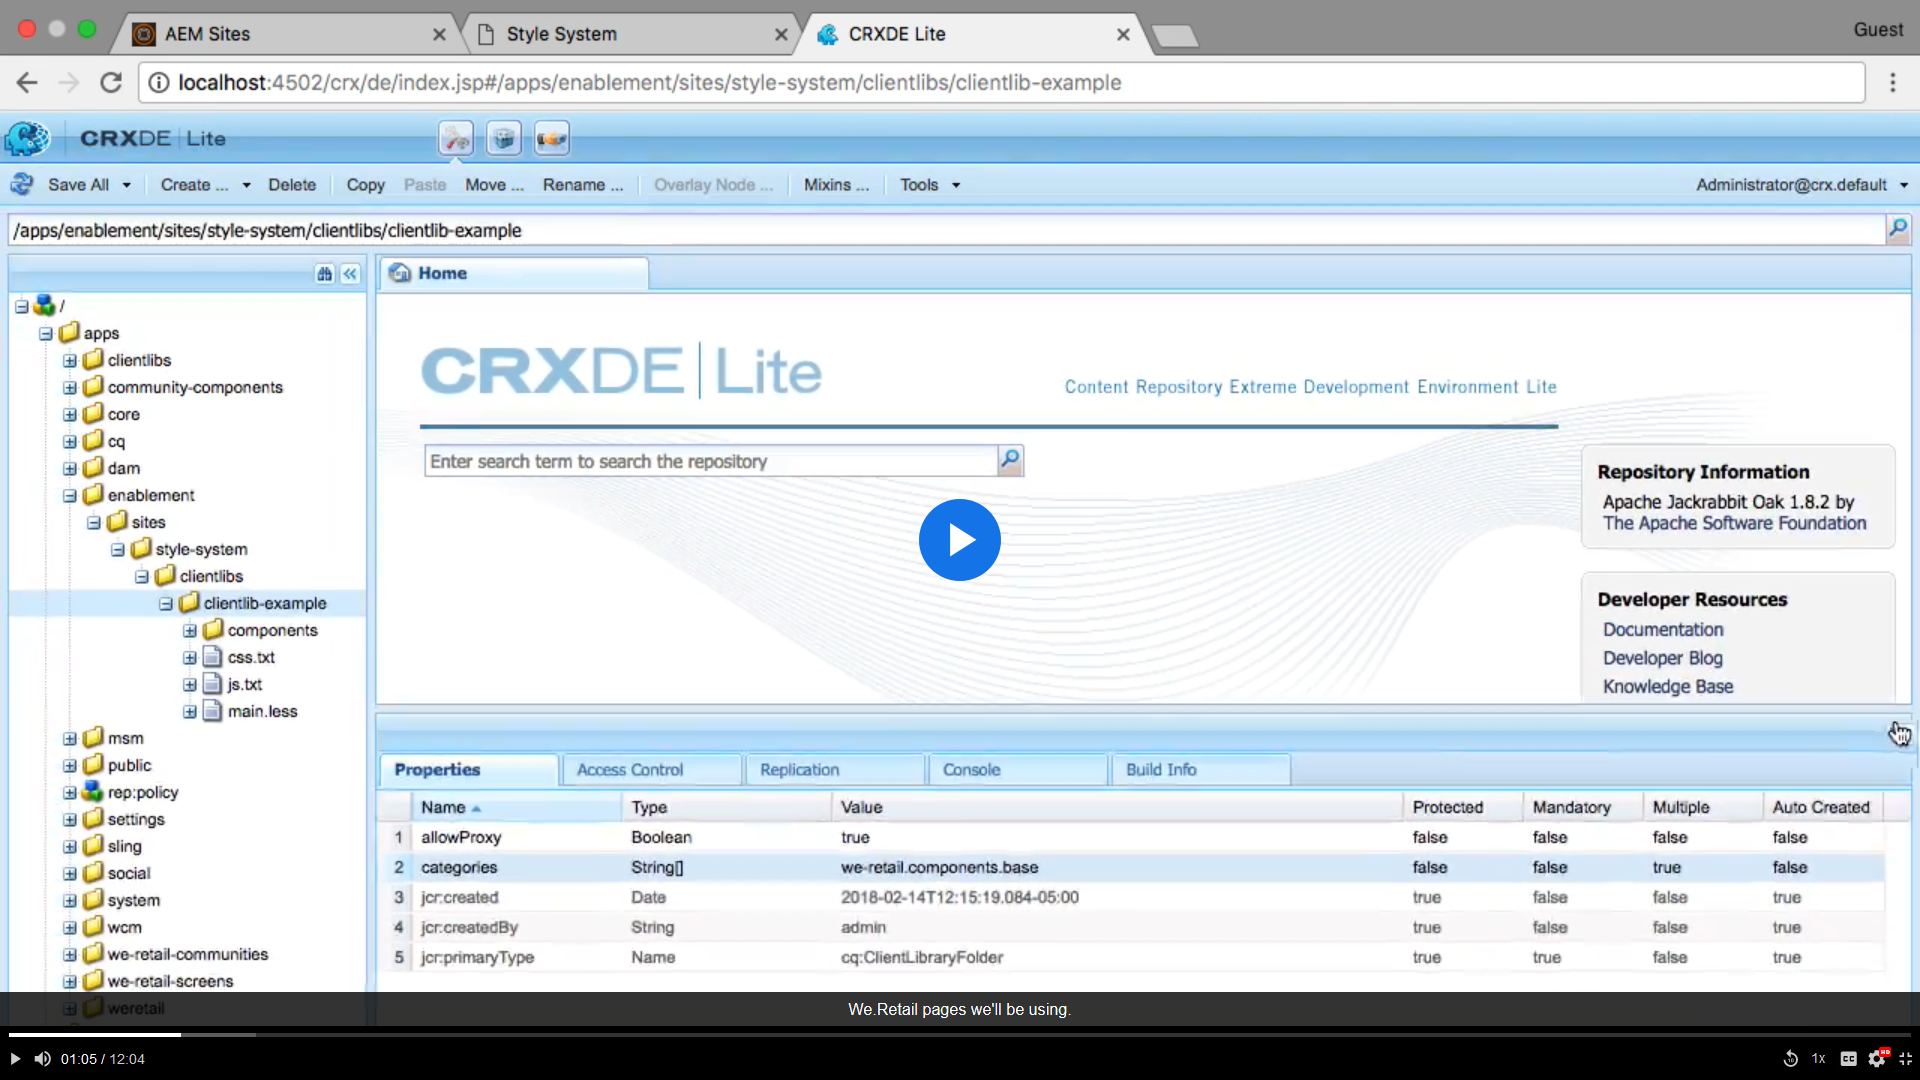 AEM Sites
Style System
CRXDE Lite
Guest
localhost:4502/crx/de/index.jsp#/apps/enablement/sites/style-system/clientlibs/clientlib-example
CRXDE | Lite
Save All
Create ...
Delete
Copy
Paste
Move ...
Rename ...
Overlay Node ...
Mixins ...
Tools
Administrator@crx.default
/apps/enablement/sites/style-system/clientlibs/clientlib-example
/
apps
clientlibs
community-components
core
cq
dam
enablement
sites
style-system
clientlibs
clientlib-example
components
css.txt
js.txt
main.less
msm
public
rep:policy
settings
sling
social
system
wcm
we-retail-communities
we-retail-screens
weretail
Home
CRXDE | Lite
Content Repository Extreme Development Environment Lite
Enter search term to search the repository
Repository Information
Apache Jackrabbit Oak 1.8.2 by
The Apache Software Foundation
Developer Resources
Documentation
Developer Blog
Knowledge Base
Properties
Access Control
Replication
Console
Build Info
Name Type Value Protected Mandatory Multiple Auto Created
1 allowProxy Boolean true false false false false
2 categories String[] we-retail.components.base false false true false
3 jcr:created Date 2018-02-14T12:15:19.084-05:00 true false false true
4 jcr:createdBy String admin true false false true
5 jcr:primaryType Name cq:ClientLibraryFolder true true false true
We.Retail pages we'll be using.
01:05 / 12:04
1x
CC
HD